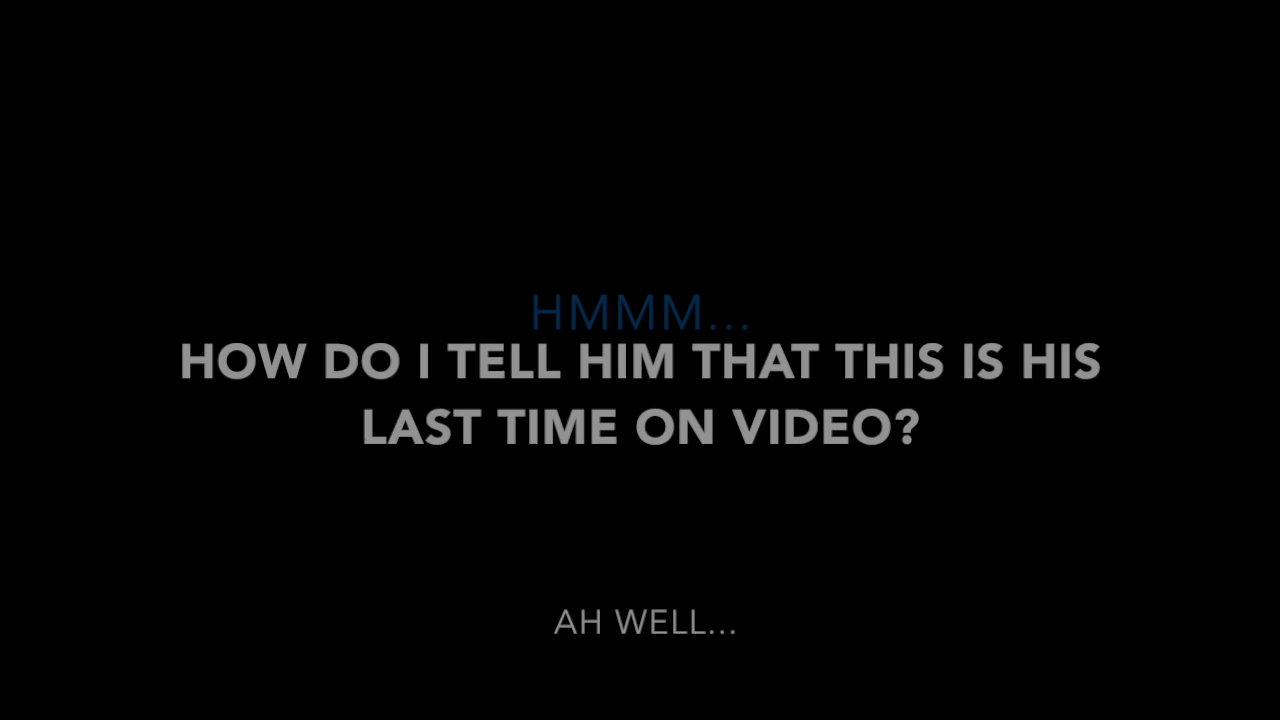 HMMM...
HOW DO I TELL HIM THAT THIS IS HIS
LAST TIME ON VIDEO?
AH WELL...